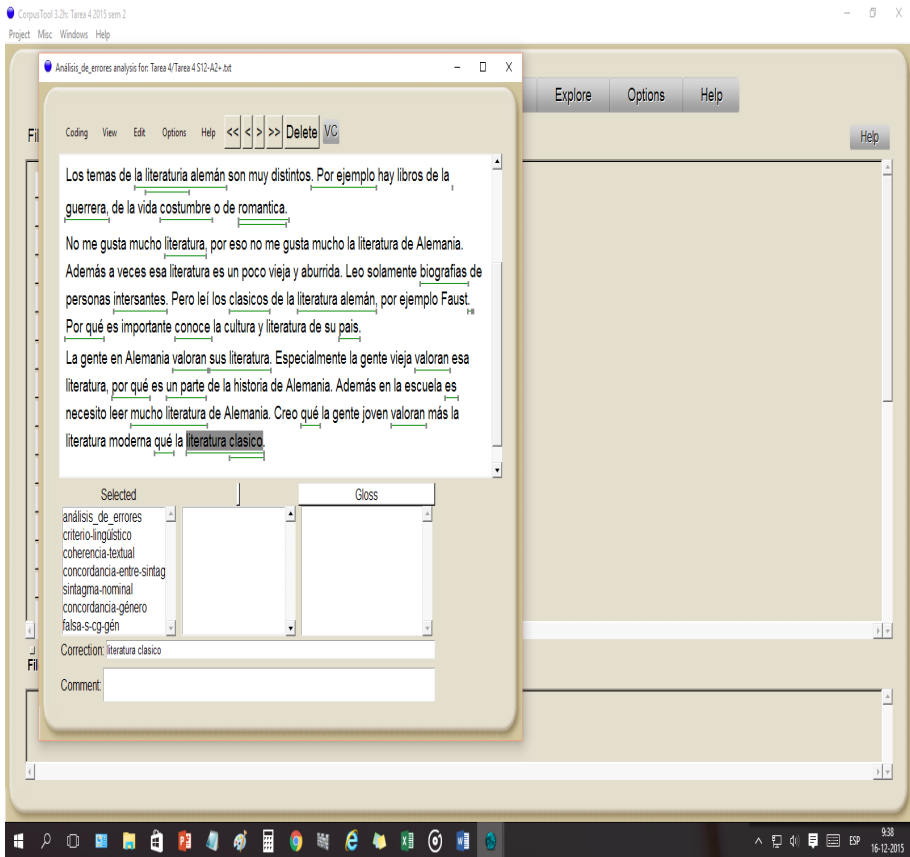 CorpusTool 3.2h: Tarea 4 2015 sem 2
Project Misc Windows Help
Análisis_de_errores analysis for: Tarea 4/Tarea 4 S12-A2+.txt
Explore Options Help
Fil
Help
Coding View Edit Options Help << < > >> Delete VC
Los temas de la literaturia alemán son muy distintos. Por ejemplo hay libros de la
guerrera, de la vida costumbre o de romantica.
No me gusta mucho literatura, por eso no me gusta mucho la literatura de Alemania.
Además a veces esa literatura es un poco vieja y aburrida. Leo solamente biografias de
personas intersantes. Pero leí los clasicos de la literatura alemán, por ejemplo Faust.
Por qué es importante conoce la cultura y literatura de su pais.
La gente en Alemania valoran sus literatura. Especialmente la gente vieja valoran esa
literatura, por qué es un parte de la historia de Alemania. Además en la escuela es
necesito leer mucho literatura de Alemania. Creo qué la gente joven valoran más la
literatura moderna qué la literatura clasico.
Selected
Gloss
análisis_de_errores
criterio-lingüístico
coherencia-textual
concordancia-entre-sintag
sintagma-nominal
concordancia-género
falsa-s-cg-gén
Correction: literatura clasico
Fil
Comment:
ESP
9:38
16-12-2015